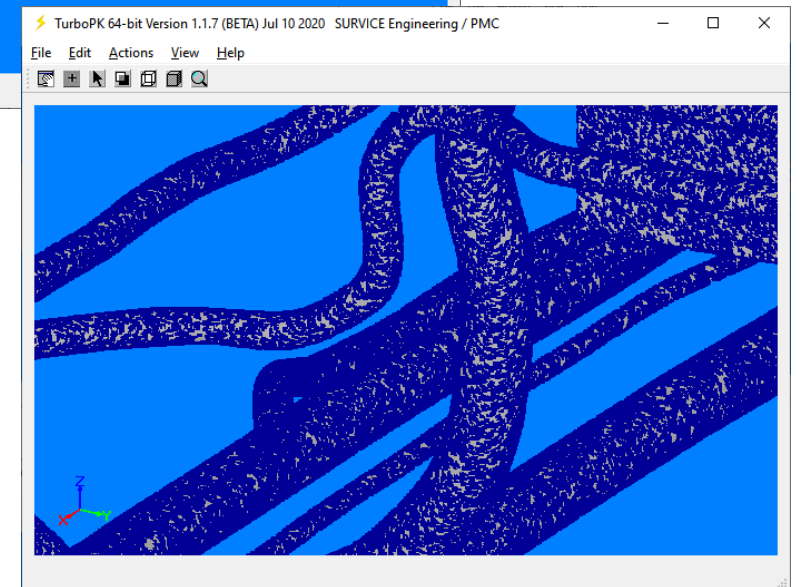 TurboPK 64-bit Version 1.1.7 (BETA) Jul 10 2020 SURVICE Engineering / PMC
File Edit Actions View Help
Z
X Y